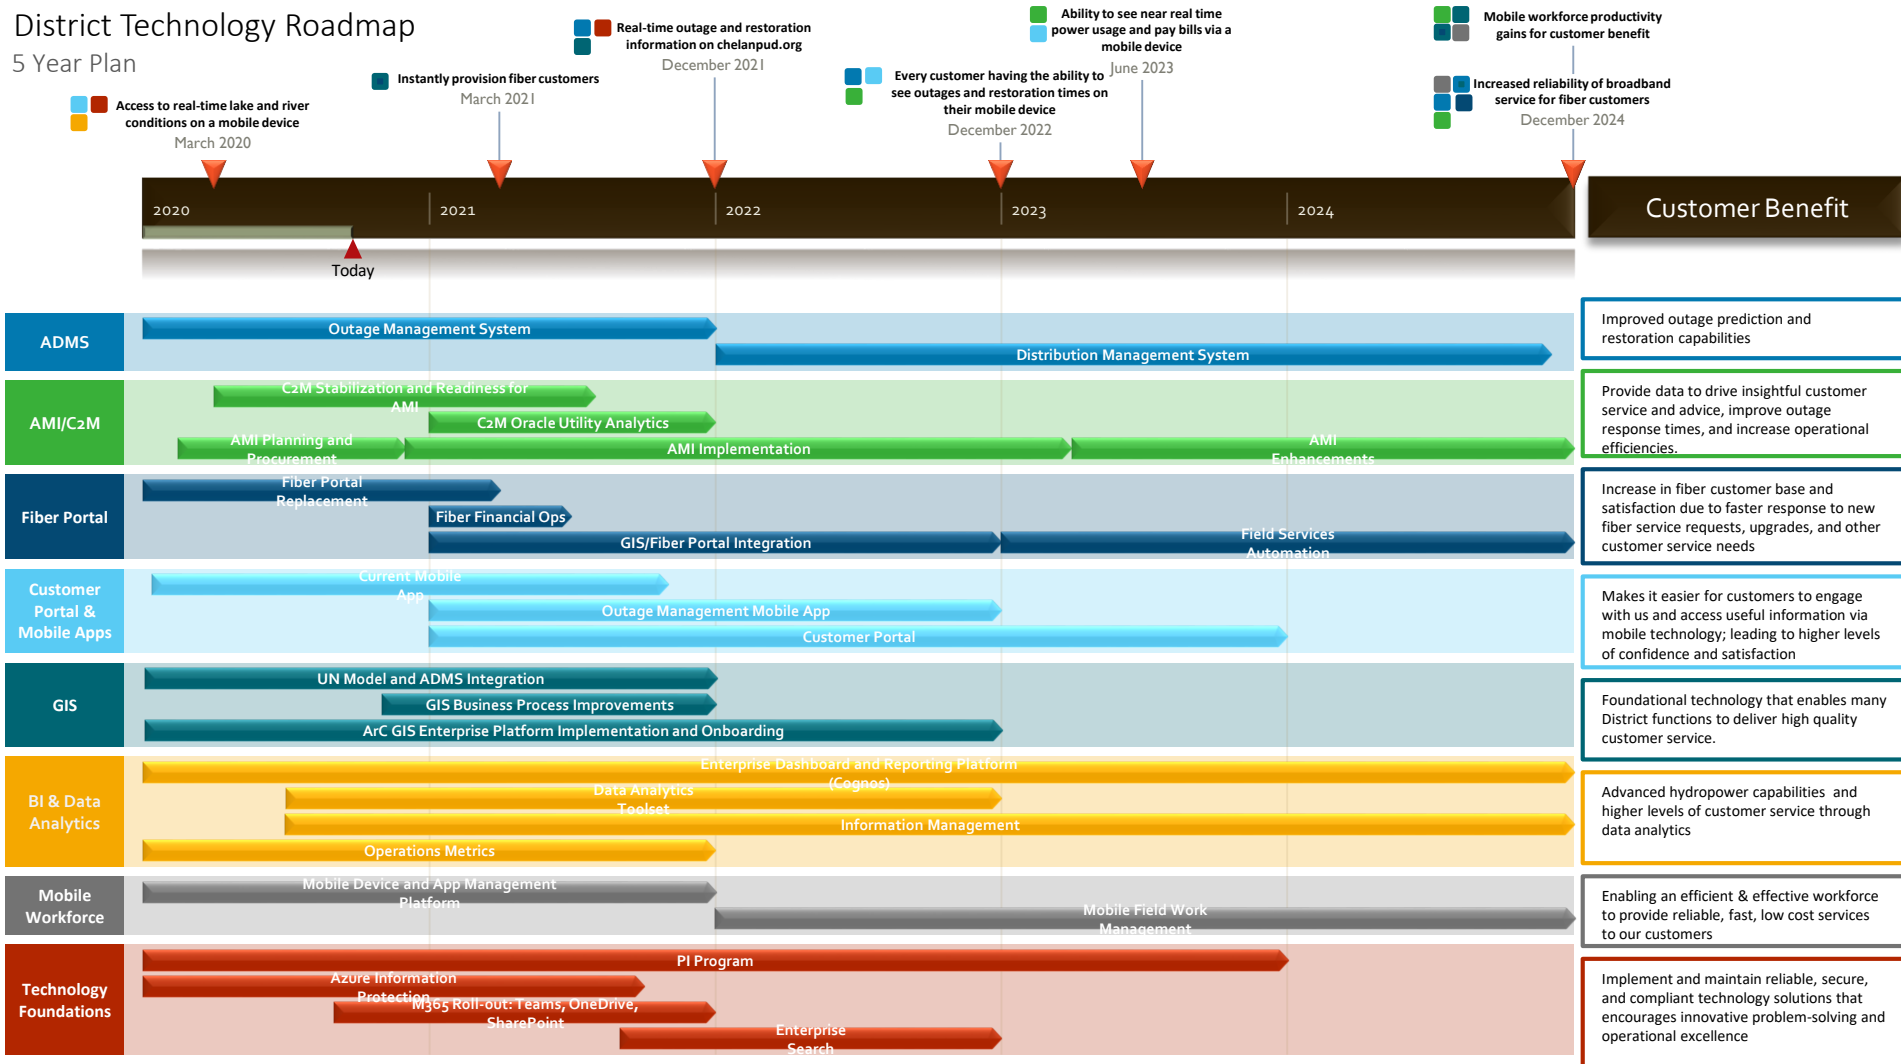 District Technology Roadmap
5 Year Plan
Access to real-time lake and river
conditions on a mobile device
March 2020
Instantly provision fiber customers
March 2021
Real-time outage and restoration
information on chelanpud.org
December 2021
Every customer having the ability to
see outages and restoration times on
their mobile device
December 2022
Ability to see near real time
power usage and pay bills via a
mobile device
June 2023
Mobile workforce productivity
gains for customer benefit
Increased reliability of broadband
service for fiber customers
December 2024
2020
2021
2022
2023
2024
Customer Benefit
Today
ADMS
Outage Management System
Distribution Management System
Improved outage prediction and
restoration capabilities
AMI/C2M
C2M Stabilization and Readiness for
AMI
C2M Oracle Utility Analytics
AMI Planning and
Procurement
AMI Implementation
AMI
Enhancements
Provide data to drive insightful customer
service and advice, improve outage
response times, and increase operational
efficiencies.
Fiber Portal
Fiber Portal
Replacement
Fiber Financial Ops
GIS/Fiber Portal Integration
Field Services
Automation
Increase in fiber customer base and
satisfaction due to faster response to new
fiber service requests, upgrades, and other
customer service needs
Customer
Portal &
Mobile Apps
Current Mobile
App
Outage Management Mobile App
Customer Portal
Makes it easier for customers to engage
with us and access useful information via
mobile technology; leading to higher levels
of confidence and satisfaction
GIS
UN Model and ADMS Integration
GIS Business Process Improvements
ArC GIS Enterprise Platform Implementation and Onboarding
Foundational technology that enables many
District functions to deliver high quality
customer service.
BI & Data
Analytics
Enterprise Dashboard and Reporting Platform
(Cognos)
Data Analytics
Toolset
Information Management
Operations Metrics
Advanced hydropower capabilities and
higher levels of customer service through
data analytics
Mobile
Workforce
Mobile Device and App Management
Platform
Mobile Field Work
Management
Enabling an efficient & effective workforce
to provide reliable, fast, low cost services
to our customers
Technology
Foundations
PI Program
Azure Information
Protection
M365 Roll-out: Teams, OneDrive,
SharePoint
Enterprise
Search
Implement and maintain reliable, secure,
and compliant technology solutions that
encourages innovative problem-solving and
operational excellence